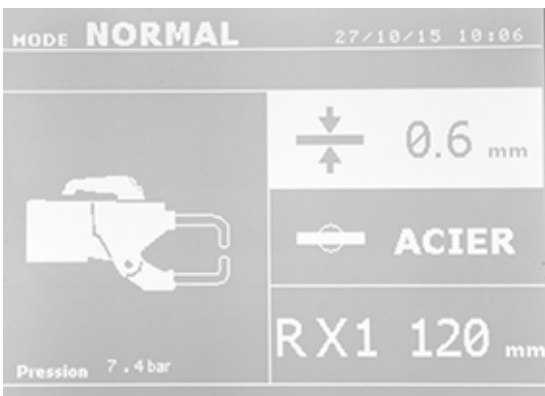 MODE NORMAL 27/10/15 10:06
0.6 mm
ACIER
RX1 120 mm
Pression 7.4 bar